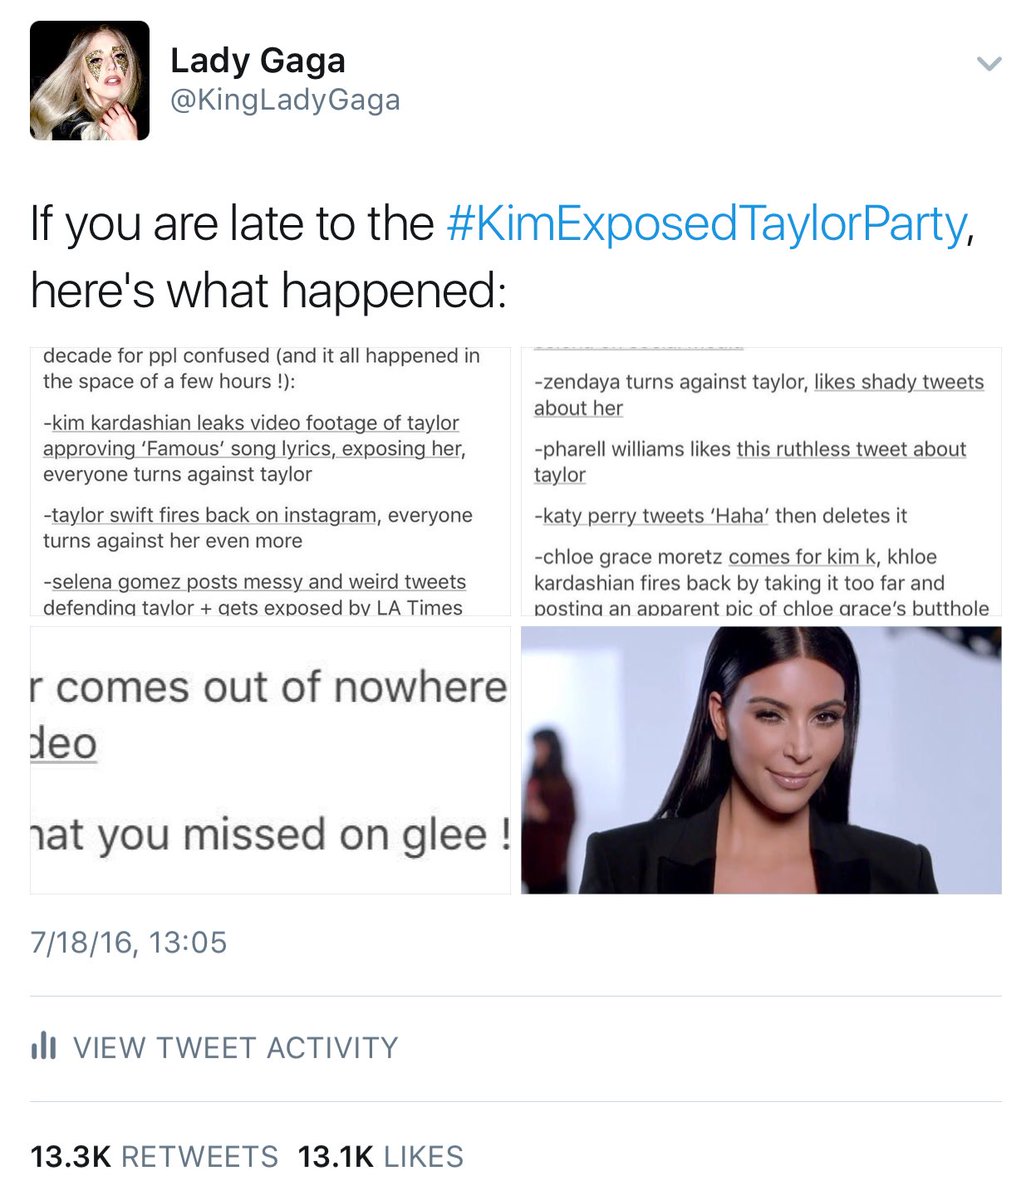 Lady Gaga
@KingLadyGaga
If you are late to the #KimExposedTaylorParty,
here's what happened:
decade for ppl confused (and it all happened in
the space of a few hours !):
-kim kardashian leaks video footage of taylor
approving ‘Famous’ song lyrics, exposing her,
everyone turns against taylor
-taylor swift fires back on instagram, everyone
turns against her even more
-selena gomez posts messy and weird tweets
defending taylor + gets exposed by LA Times
-zendaya turns against taylor, likes shady tweets
about her
-pharell williams likes this ruthless tweet about
taylor
-katy perry tweets ‘Haha’ then deletes it
-chloe grace moretz comes for kim k, khloe
kardashian fires back by taking it too far and
posting an apparent pic of chloe grace’s butthole
r comes out of nowhere
deo
hat you missed on glee !
7/18/16, 13:05
VIEW TWEET ACTIVITY
13.3K RETWEETS 13.1K LIKES